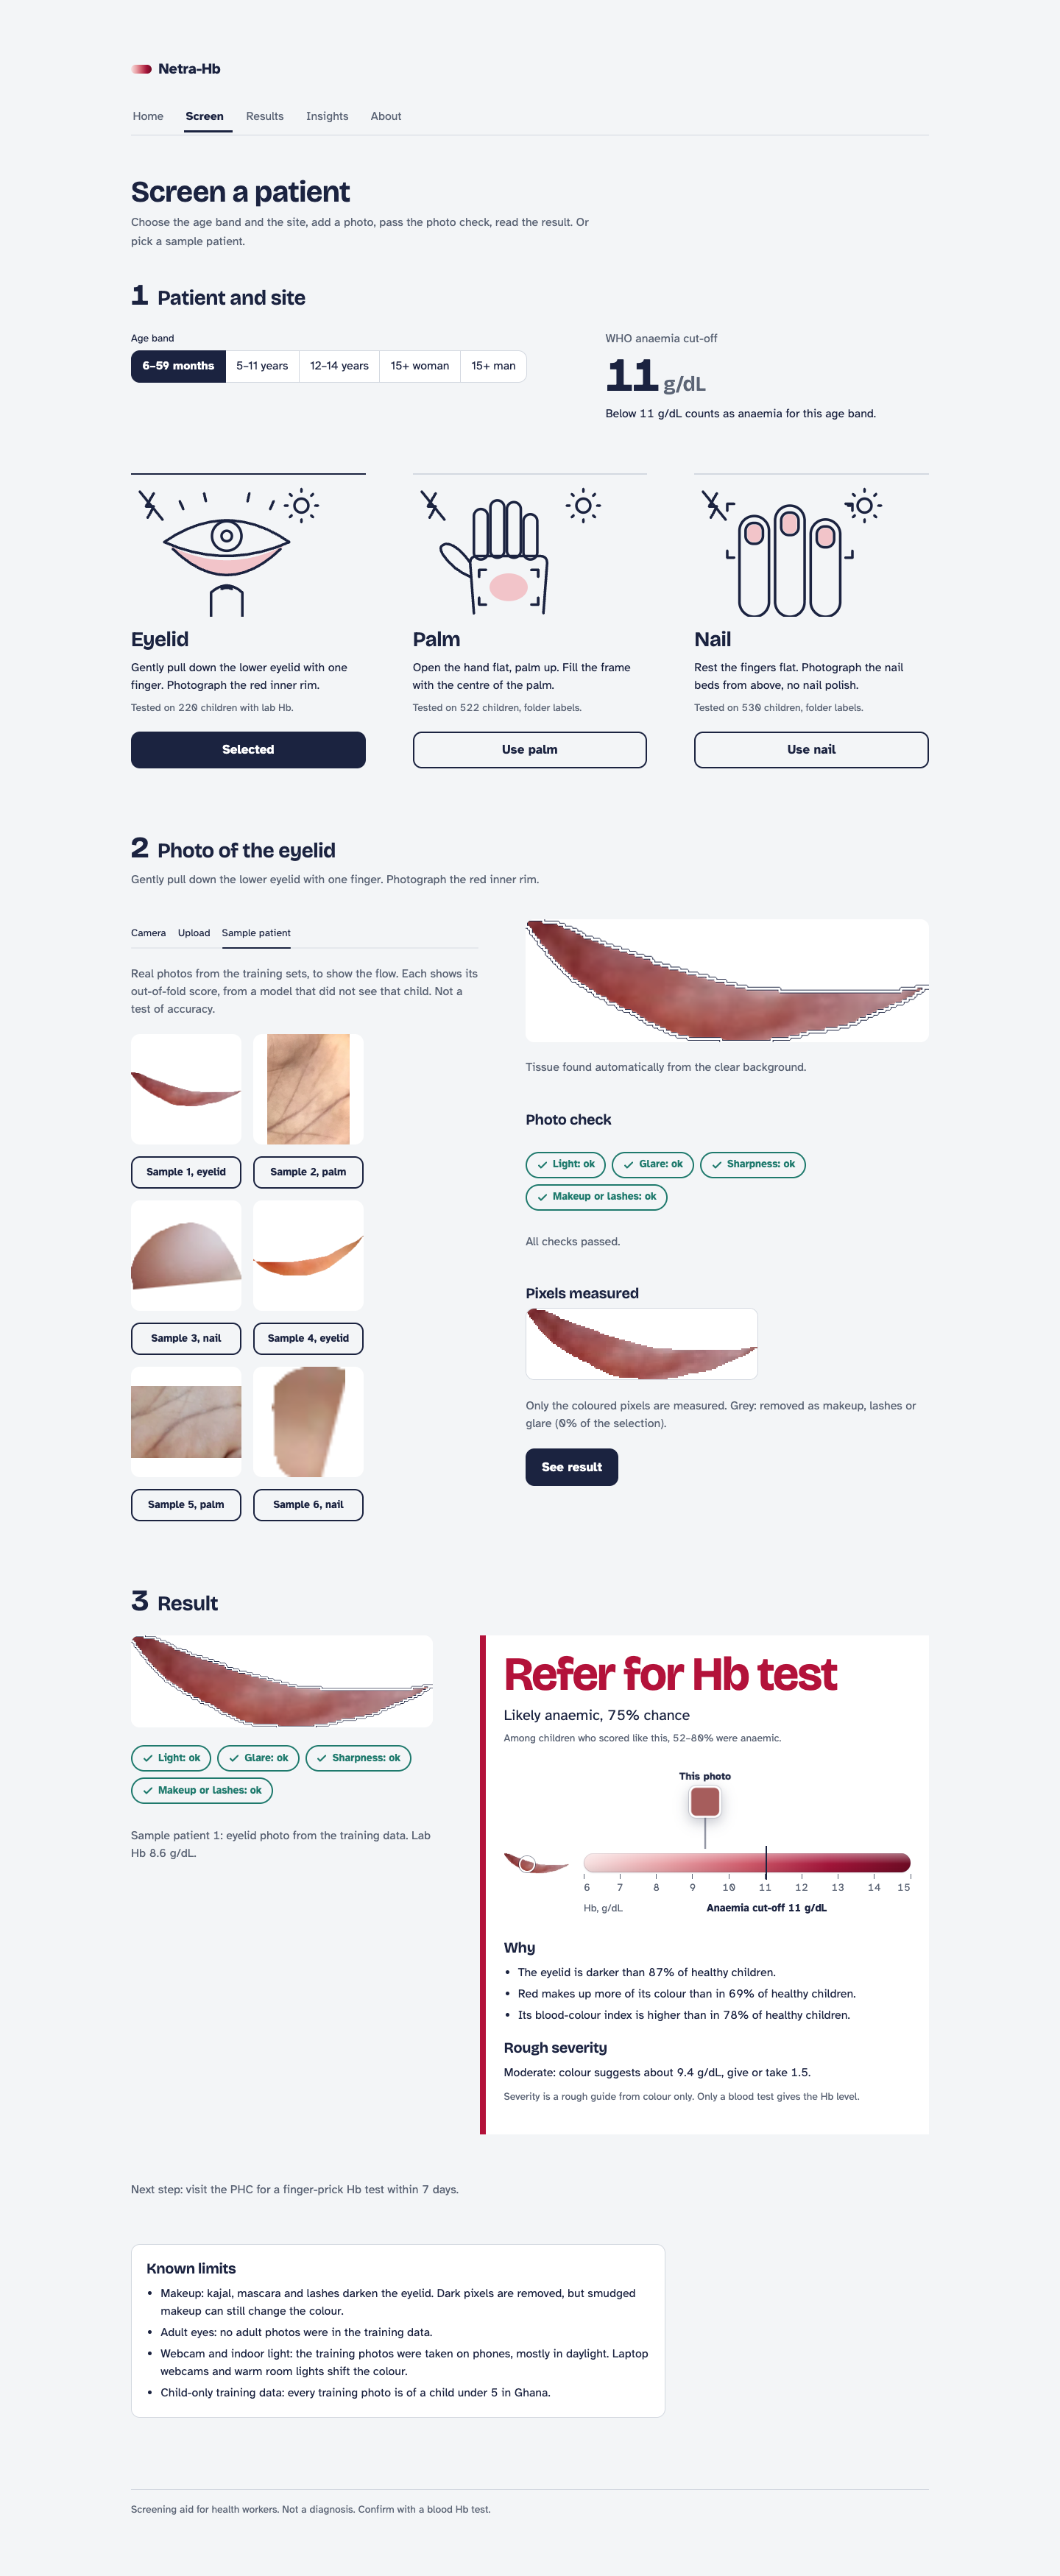 Netra-Hb
Home Screen Results Insights About
Screen a patient
Choose the age band and the site, add a photo, pass the photo check, read the result. Or
pick a sample patient.
1 Patient and site
Age band
6–59 months 5–11 years 12–14 years 15+ woman 15+ man
WHO anaemia cut-off
11 g/dL
Below 11 g/dL counts as anaemia for this age band.
Eyelid
Gently pull down the lower eyelid with one
finger. Photograph the red inner rim.
Tested on 220 children with lab Hb.
Selected
Palm
Open the hand flat, palm up. Fill the frame
with the centre of the palm.
Tested on 522 children, folder labels.
Use palm
Nail
Rest the fingers flat. Photograph the nail
beds from above, no nail polish.
Tested on 530 children, folder labels.
Use nail
2 Photo of the eyelid
Gently pull down the lower eyelid with one finger. Photograph the red inner rim.
Camera Upload Sample patient
Real photos from the training sets, to show the flow. Each shows its
out-of-fold score, from a model that did not see that child. Not a
test of accuracy.
Sample 1, eyelid Sample 2, palm
Sample 3, nail Sample 4, eyelid
Sample 5, palm Sample 6, nail
Tissue found automatically from the clear background.
Photo check
Light: ok Glare: ok Sharpness: ok
Makeup or lashes: ok
All checks passed.
Pixels measured
Only the coloured pixels are measured. Grey: removed as makeup, lashes or
glare (0% of the selection).
See result
3 Result
Light: ok Glare: ok Sharpness: ok
Makeup or lashes: ok
Sample patient 1: eyelid photo from the training data. Lab
Hb 8.6 g/dL.
Refer for Hb test
Likely anaemic, 75% chance
Among children who scored like this, 52–80% were anaemic.
This photo
6 7 8 9 10 11 12 13 14 15
Hb, g/dL Anaemia cut-off 11 g/dL
Why
• The eyelid is darker than 87% of healthy children.
• Red makes up more of its colour than in 69% of healthy children.
• Its blood-colour index is higher than in 78% of healthy children.
Rough severity
Moderate: colour suggests about 9.4 g/dL, give or take 1.5.
Severity is a rough guide from colour only. Only a blood test gives the Hb level.
Next step: visit the PHC for a finger-prick Hb test within 7 days.
Known limits
• Makeup: kajal, mascara and lashes darken the eyelid. Dark pixels are removed, but smudged
makeup can still change the colour.
• Adult eyes: no adult photos were in the training data.
• Webcam and indoor light: the training photos were taken on phones, mostly in daylight. Laptop
webcams and warm room lights shift the colour.
• Child-only training data: every training photo is of a child under 5 in Ghana.
Screening aid for health workers. Not a diagnosis. Confirm with a blood Hb test.